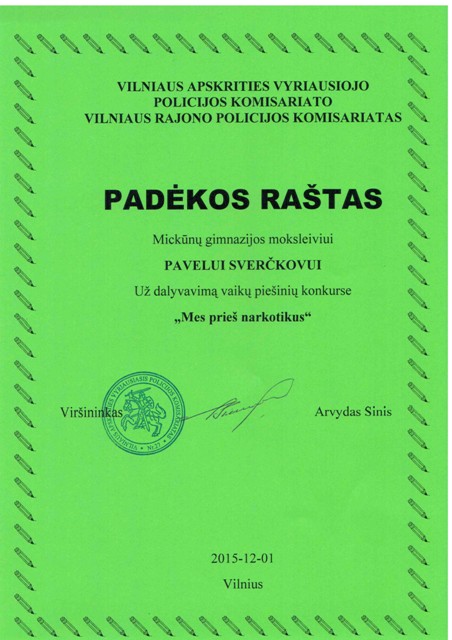 VILNIAUS APSKRITIES VYRIAUSIOJO
POLICIJOS KOMISARIATO
VILNIAUS RAJONO POLICIJOS KOMISARIATAS
PADĖKOS RAŠTAS
Mickūnų gimnazijos moksleiviui
PAVELUI SVERČKOVUI
Už dalyvavimą vaikų piešinių konkurse
„Mes prieš narkotikus“
Viršininkas
Arvydas Sinis
2015-12-01
Vilnius